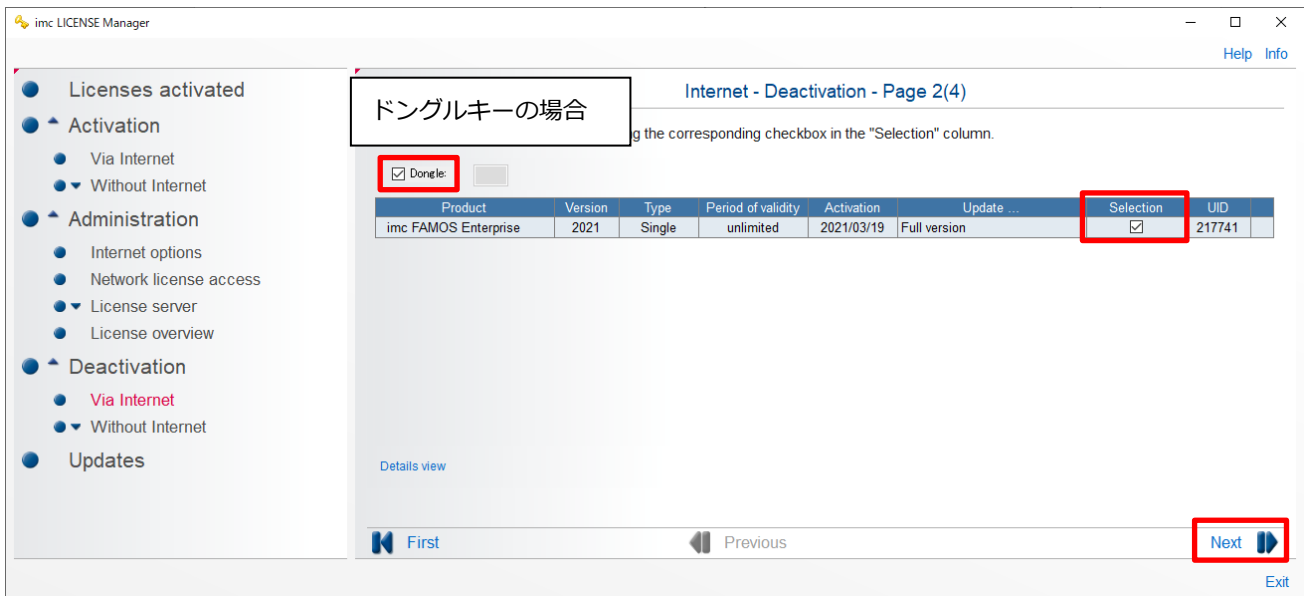 imc LICENSE Manager
Help Info
Licenses activated
Activation
Via Internet
Without Internet
Administration
Internet options
Network license access
License server
License overview
Deactivation
Via Internet
Without Internet
Updates
ドングルキーの場合
Internet - Deactivation - Page 2(4)
the corresponding checkbox in the "Selection" column.
Dongle:
Product Version Type Period of validity Activation Update ... Selection UID
imc FAMOS Enterprise 2021 Single unlimited 2021/03/19 Full version 217741
Details view
First Previous Next
Exit